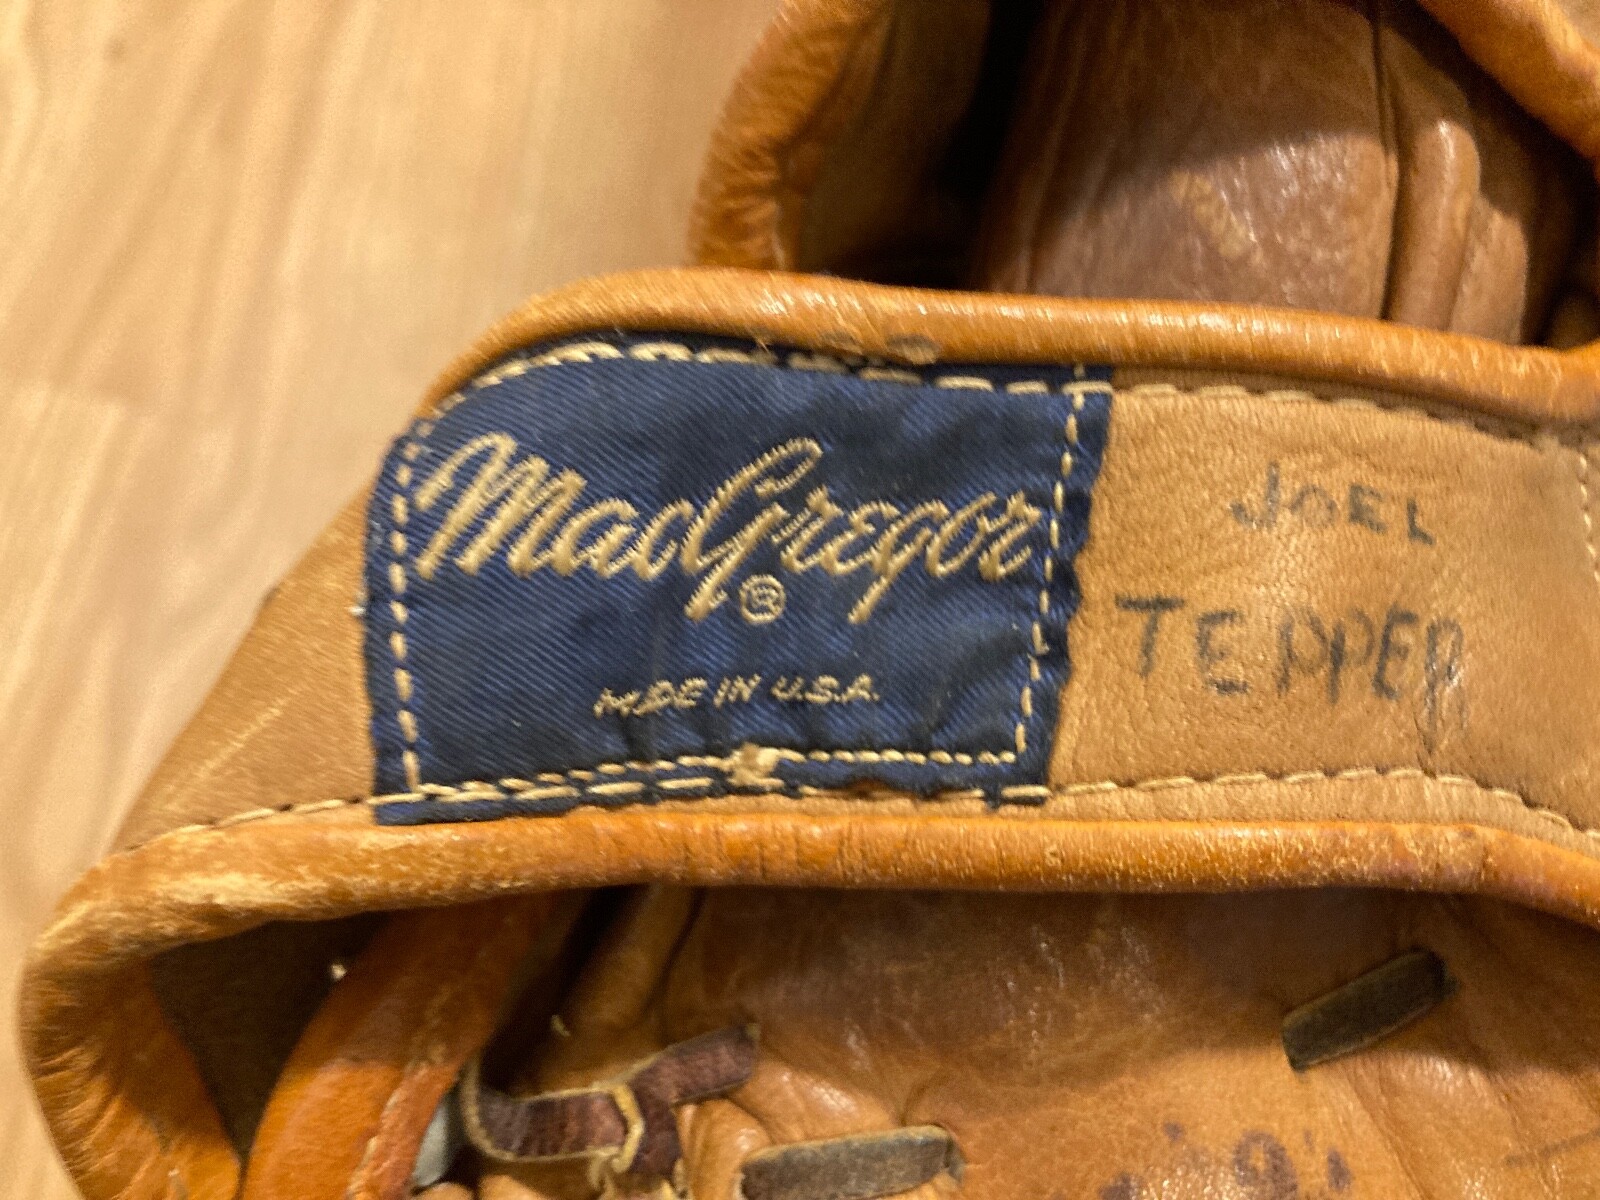 MacGregor
®
MADE IN U.S.A.
JOEL
TEPPER